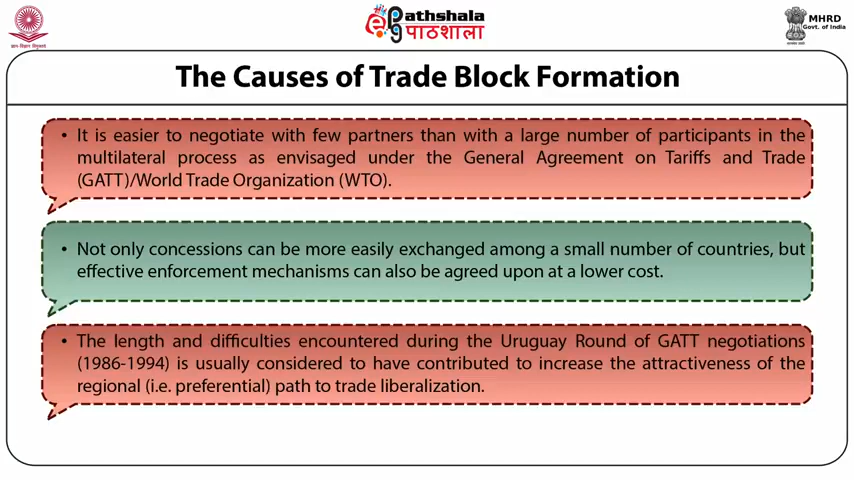 ePathshala
पाठशाला
MHRD
Govt. of India
The Causes of Trade Block Formation
• It is easier to negotiate with few partners than with a large number of participants in the
multilateral process as envisaged under the General Agreement on Tariffs and Trade
(GATT)/World Trade Organization (WTO).
• Not only concessions can be more easily exchanged among a small number of countries, but
effective enforcement mechanisms can also be agreed upon at a lower cost.
• The length and difficulties encountered during the Uruguay Round of GATT negotiations
(1986-1994) is usually considered to have contributed to increase the attractiveness of the
regional (i.e. preferential) path to trade liberalization.